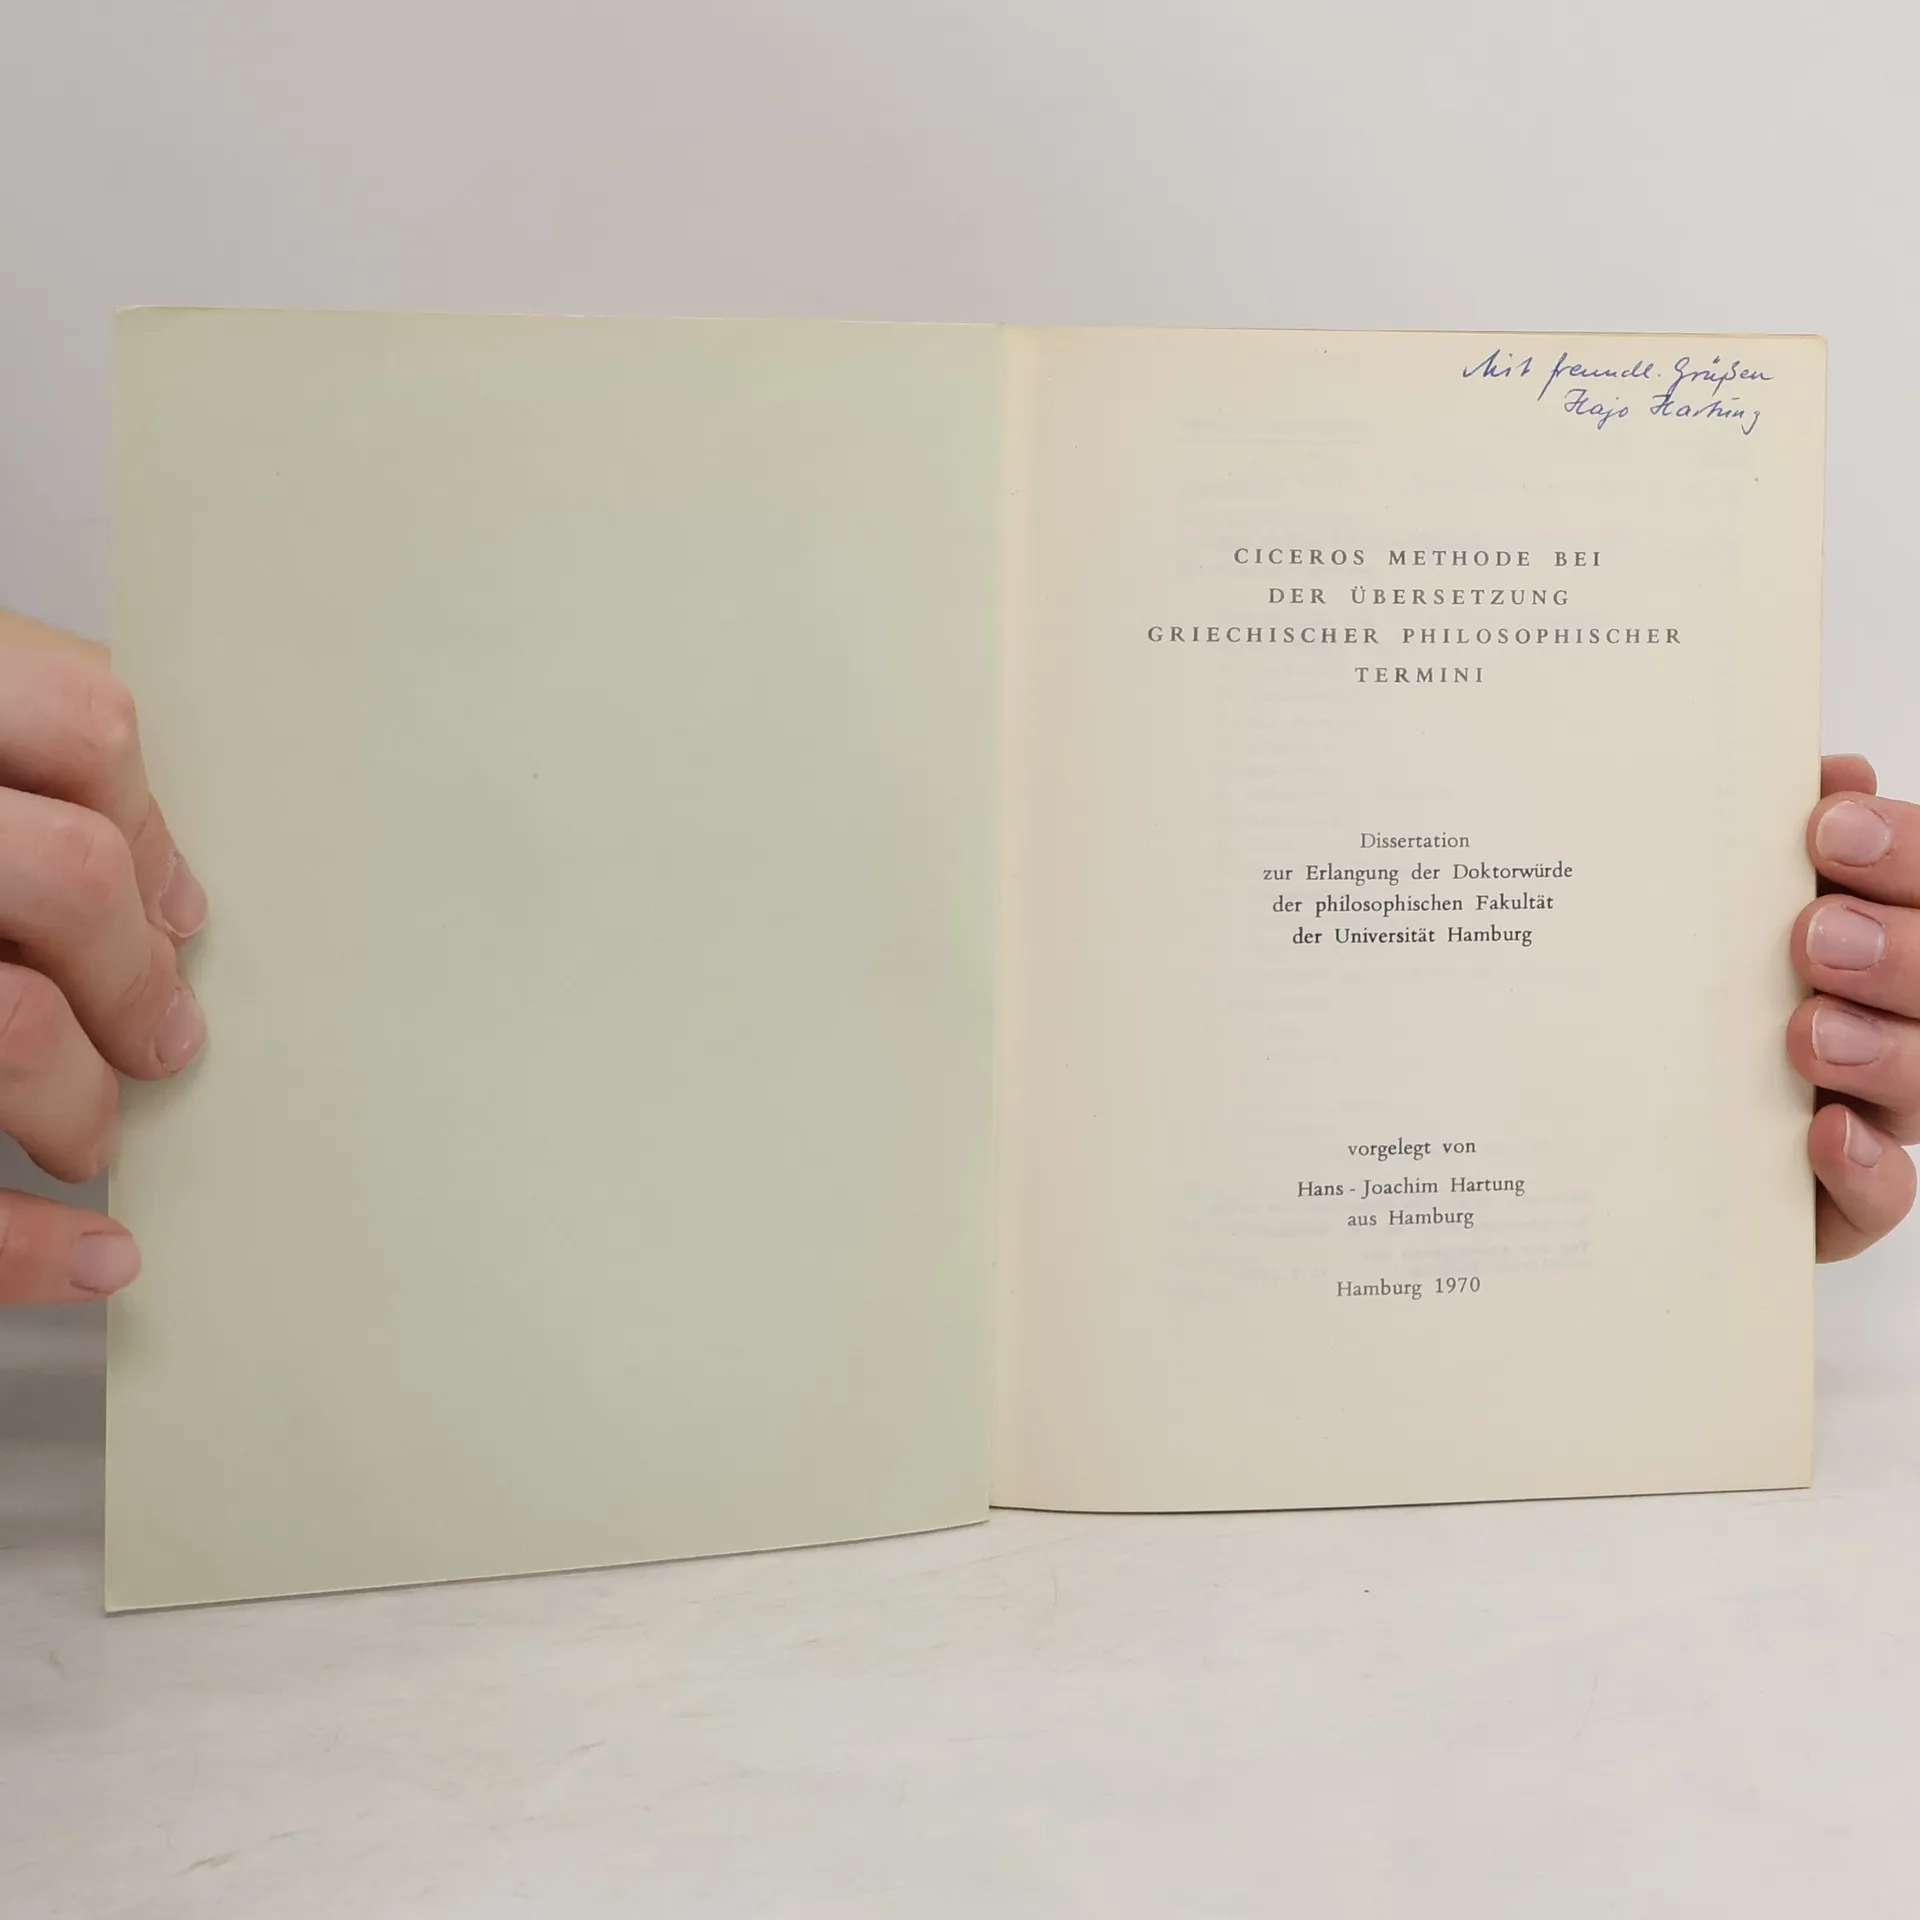 Mit freundl. Grüßen
Hajo Hartung
CICEROS METHODE BEI
DER ÜBERSETZUNG
GRIECHISCHER PHILOSOPHISCHER
TERMINI
Dissertation
zur Erlangung der Doktorwürde
der philosophischen Fakultät
der Universität Hamburg
vorgelegt von
Hans - Joachim Hartung
aus Hamburg
Hamburg 1970